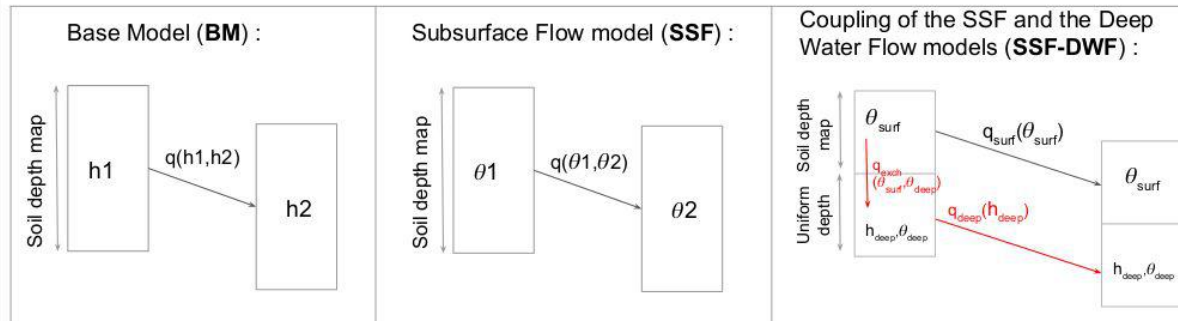 Base Model (BM) :
Soil depth map
h1
q(h1,h2)
h2
Subsurface Flow model (SSF) :
Soil depth map
θ1
q(θ1,θ2)
θ2
Coupling of the SSF and the Deep
Water Flow models (SSF-DWF) :
Soil depth
map
Uniform
depth
θsurf
qsurf(θsurf)
qexch
(θsurf,θdeep)
θsurf
qdeep(hdeep)
hdeep,θdeep
hdeep,θdeep